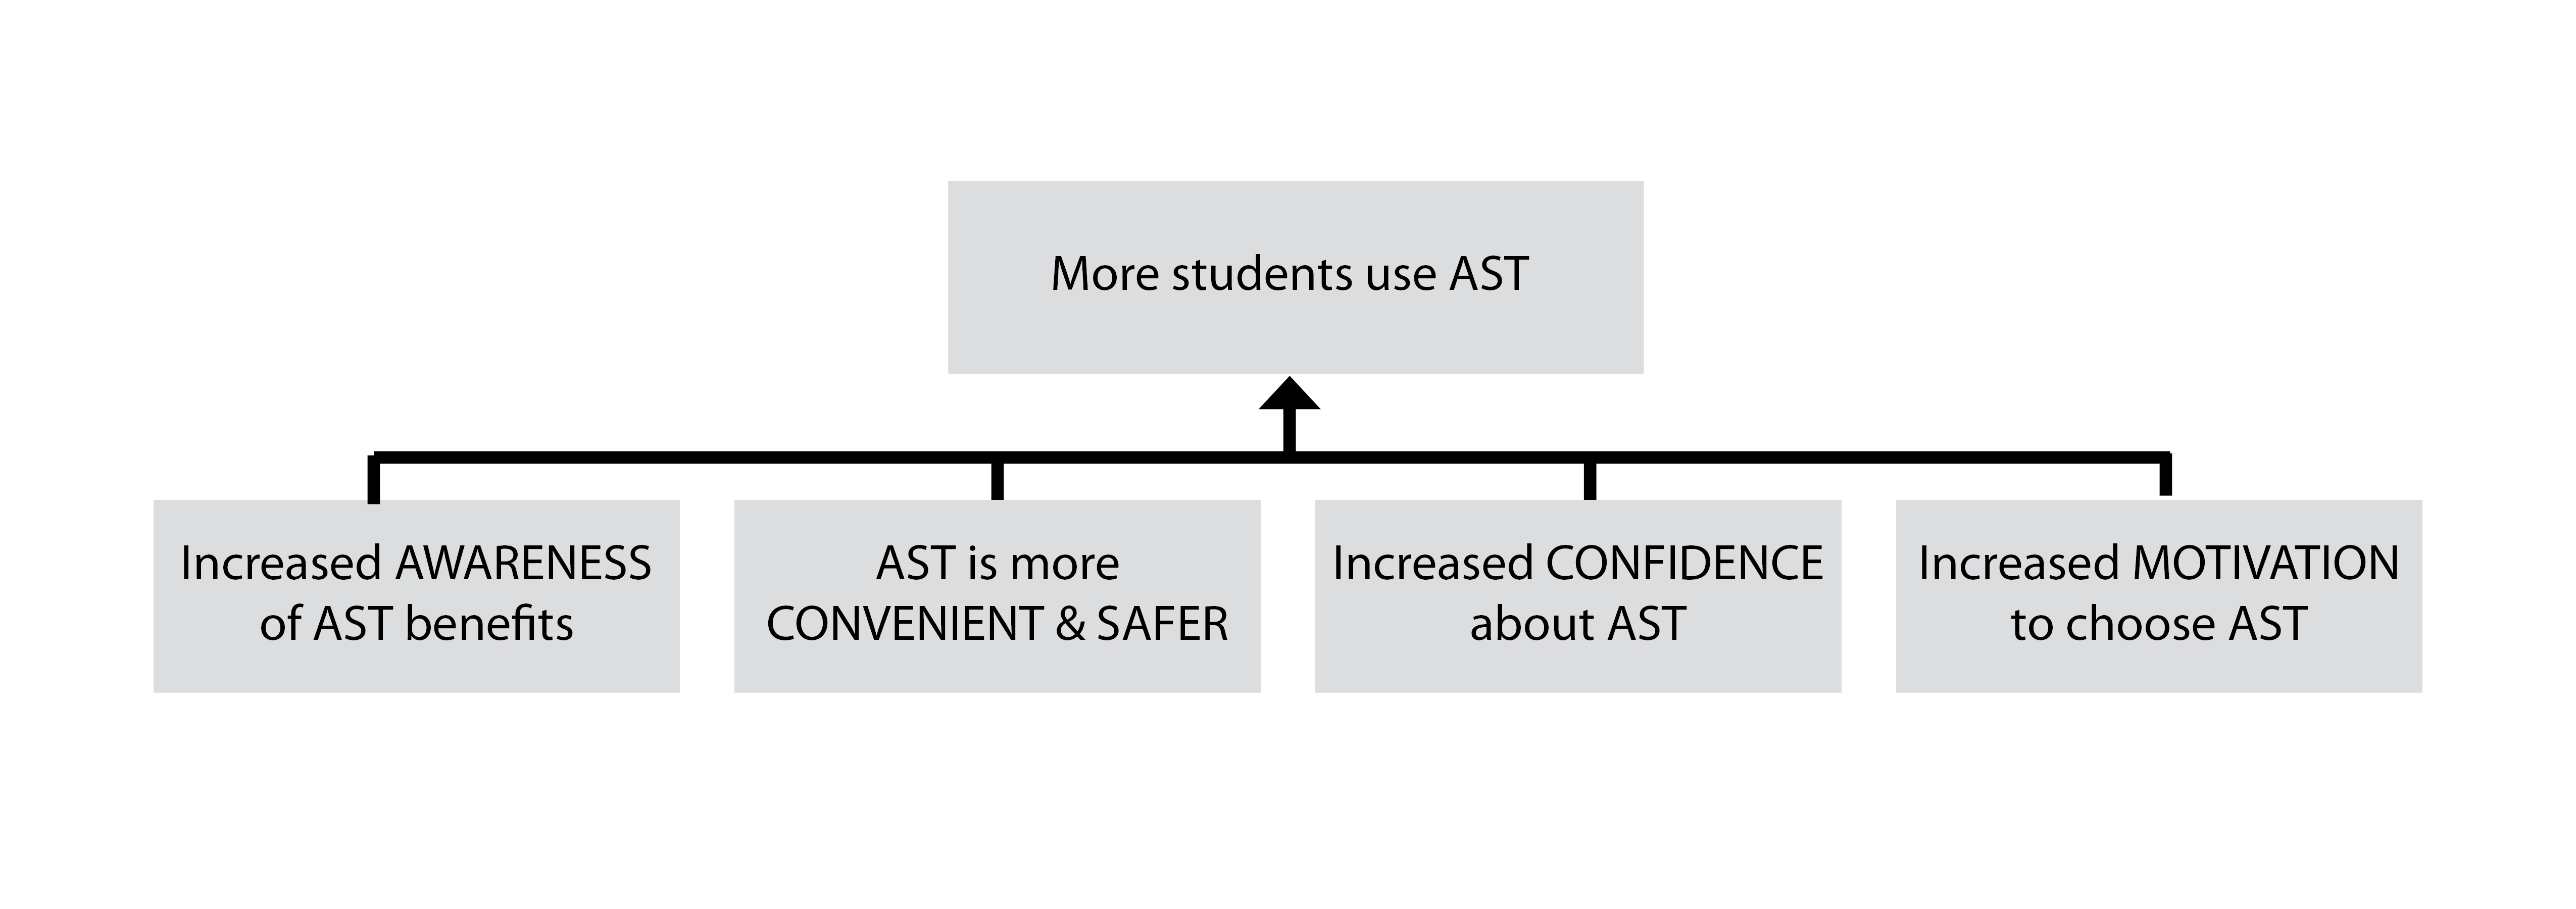 More students use AST
Increased AWARENESS
of AST benefits
AST is more
CONVENIENT & SAFER
Increased CONFIDENCE
about AST
Increased MOTIVATION
to choose AST